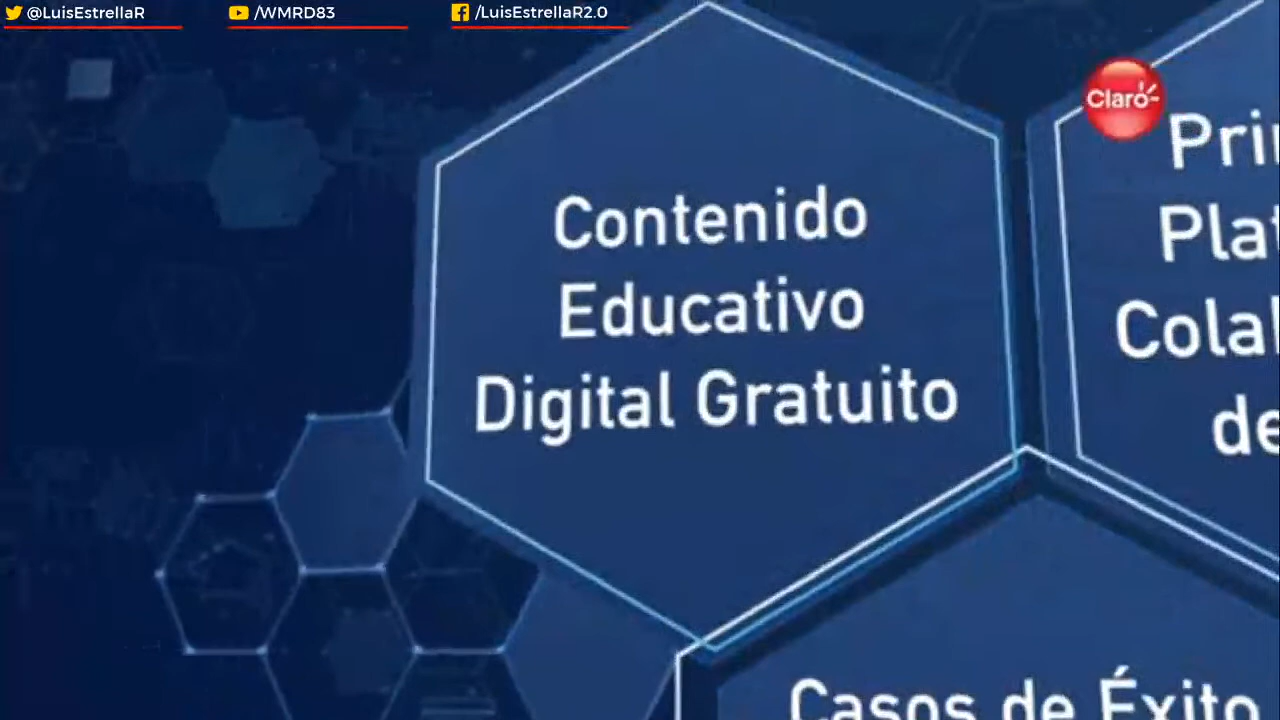 @LuisEstrellaR
/WMRD83
/LuisEstrellaR2.0
Claro
Contenido
Educativo
Digital Gratuito
Casos de Éxito